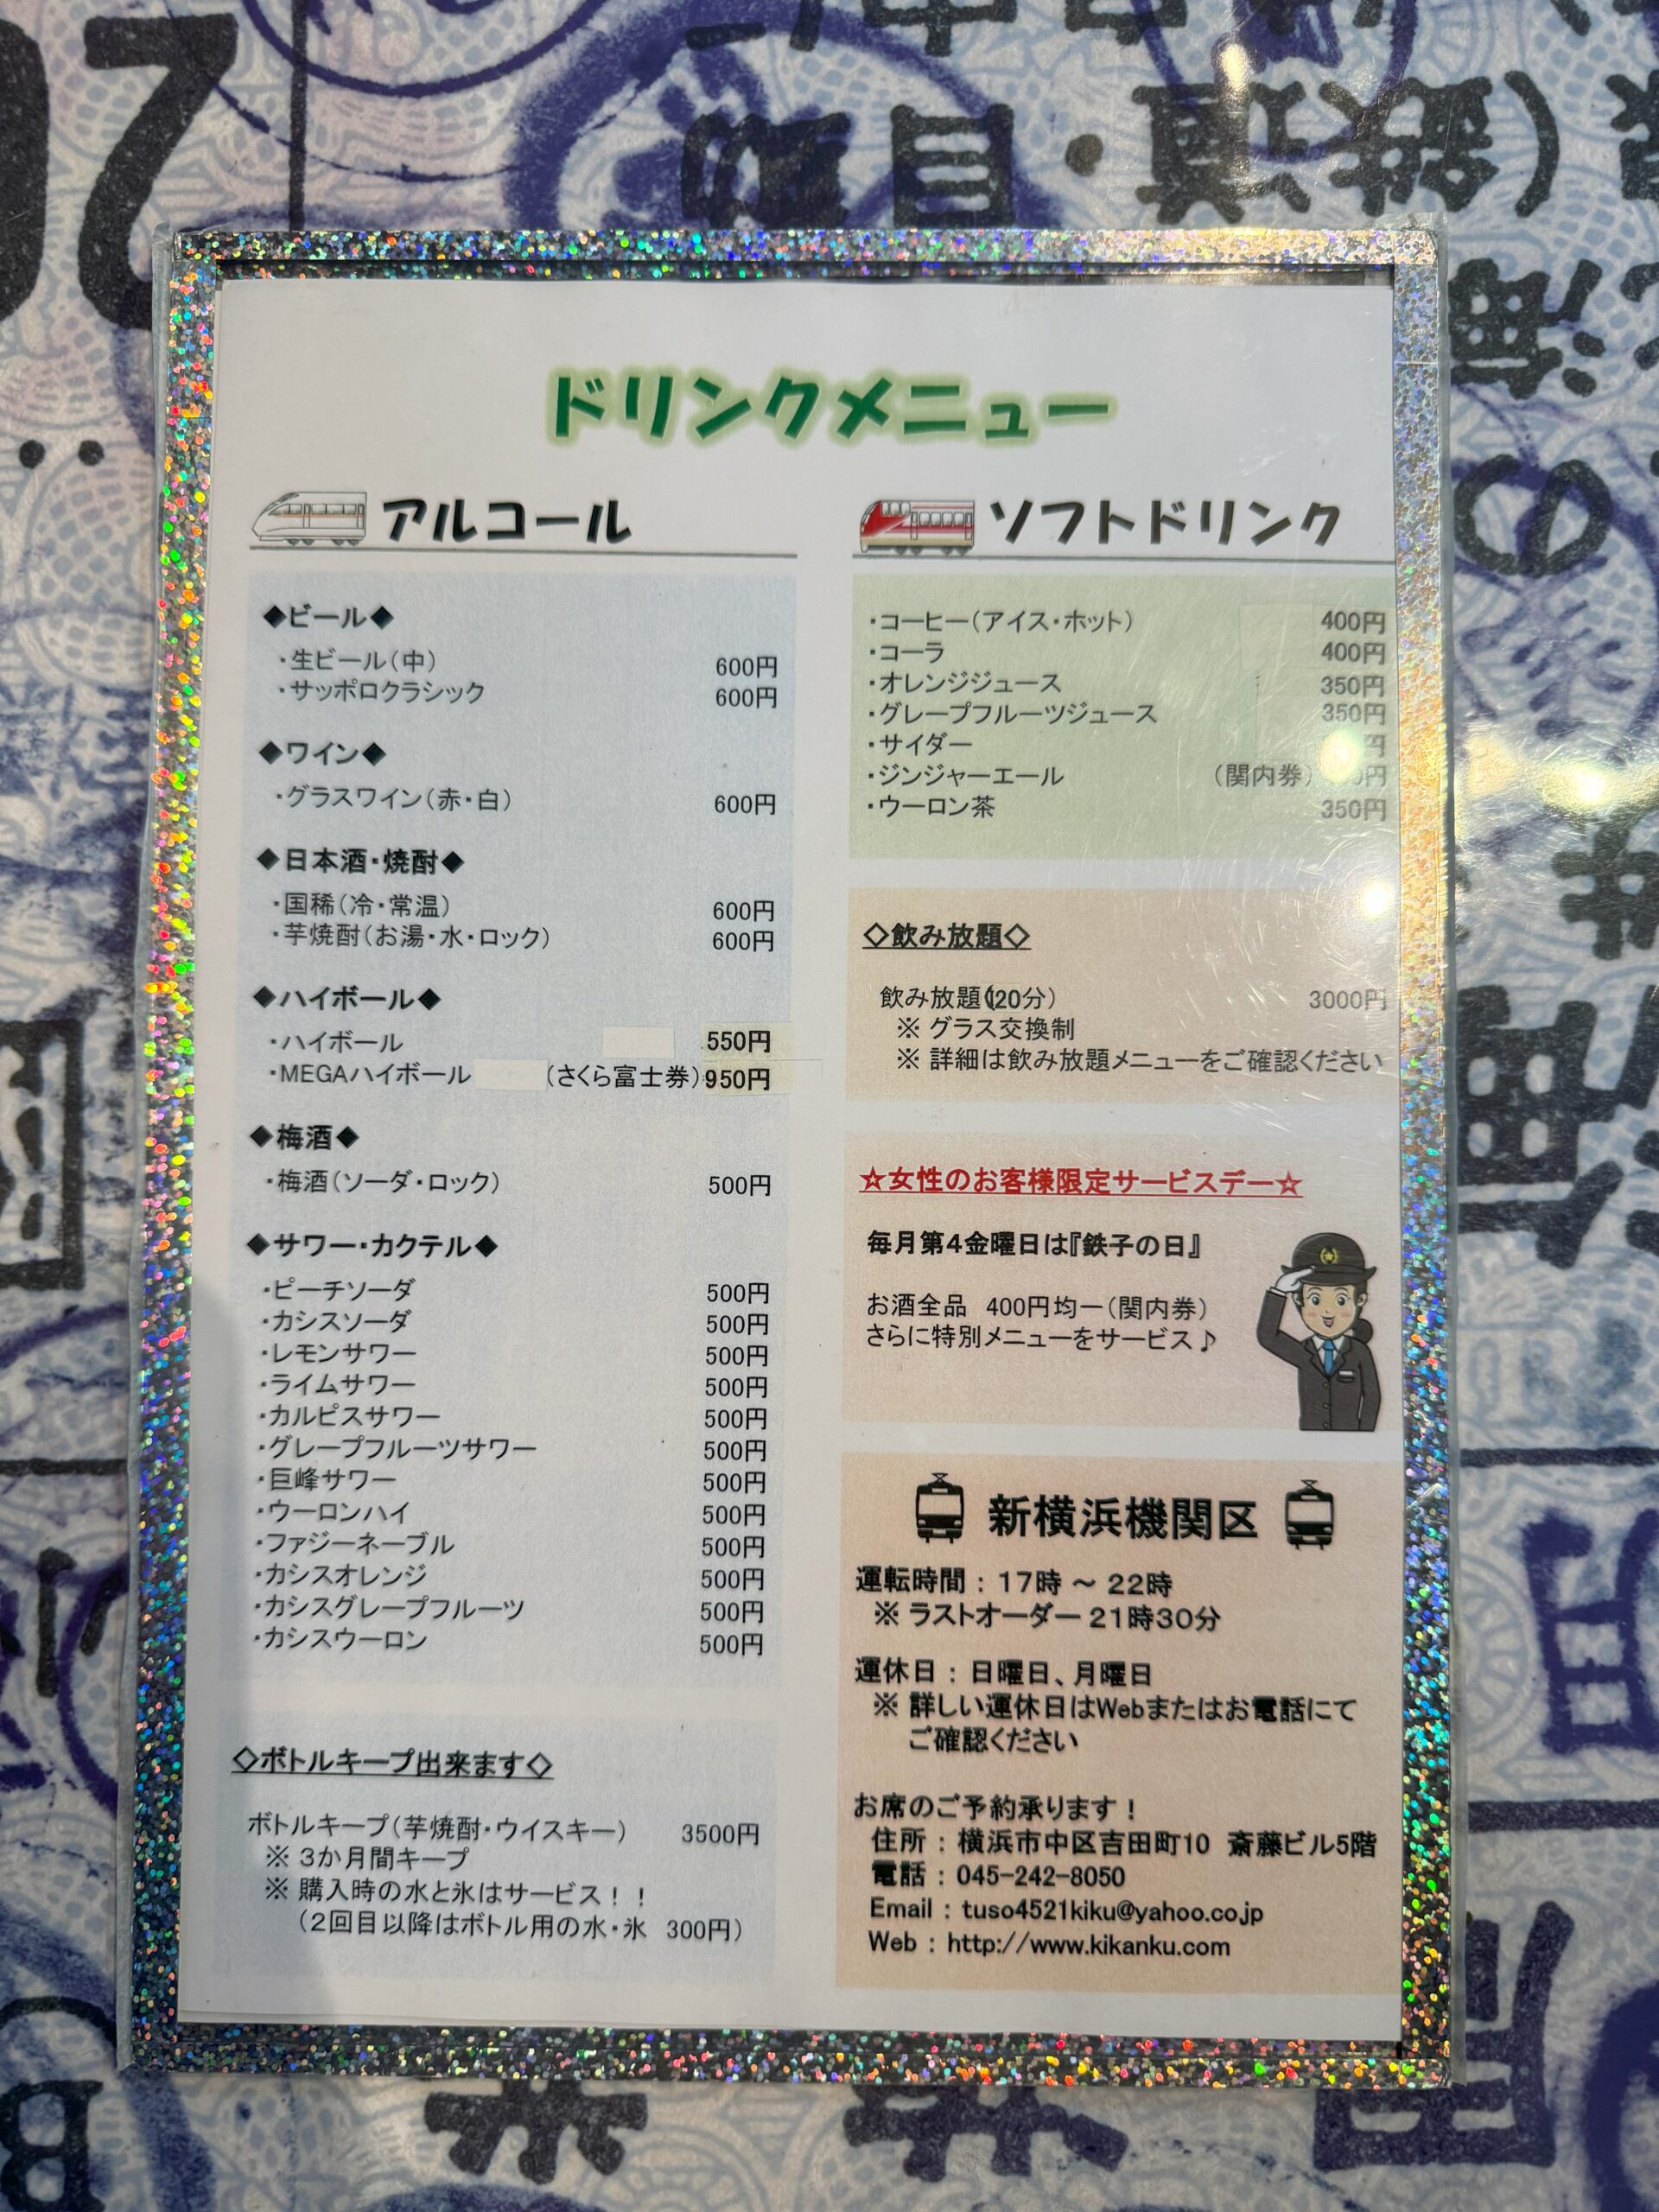 ドリンクメニュー
アルコール
◆ビール◆
・生ビール(中) 600円
・サッポロクラシック 600円
◆ワイン◆
・グラスワイン(赤・白) 600円
◆日本酒・焼酎◆
・国稀(冷・常温) 600円
・芋焼酎(お湯・水・ロック) 600円
◆ハイボール◆
・ハイボール 550円
・MEGAハイボール (さくら富士券) 950円
◆梅酒◆
・梅酒(ソーダ・ロック) 500円
◆サワー・カクテル◆
・ピーチソーダ 500円
・カシスソーダ 500円
・レモンサワー 500円
・ライムサワー 500円
・カルピスサワー 500円
・グレープフルーツサワー 500円
・巨峰サワー 500円
・ウーロンハイ 500円
・ファジーネーブル 500円
・カシスオレンジ 500円
・カシスグレープフルーツ 500円
・カシスウーロン 500円
◇ボトルキープ出来ます◇
ボトルキープ(芋焼酎・ウイスキー) 3500円
※ 3か月間キープ
※ 購入時の水と氷はサービス！！
(2回目以降はボトル用の水・氷 300円)
ソフトドリンク
・コーヒー(アイス・ホット) 400円
・コーラ 400円
・オレンジジュース 350円
・グレープフルーツジュース 350円
・サイダー 円
・ジンジャーエール (関内券) 円
・ウーロン茶 350円
◇飲み放題◇
飲み放題(120分) 3000円
※ グラス交換制
※ 詳細は飲み放題メニューをご確認ください
☆女性のお客様限定サービスデー☆
毎月第4金曜日は『鉄子の日』
お酒全品 400円均一(関内券)
さらに特別メニューをサービス♪
新横浜機関区
運転時間：17時 ～ 22時
※ ラストオーダー 21時30分
運休日：日曜日、月曜日
※ 詳しい運休日はWebまたはお電話にて
ご確認ください
お席のご予約承ります！
住所：横浜市中区吉田町10 斎藤ビル5階
電話：045-242-8050
Email：tuso4521kiku@yahoo.cojp
Web：http://www.kikanku.com